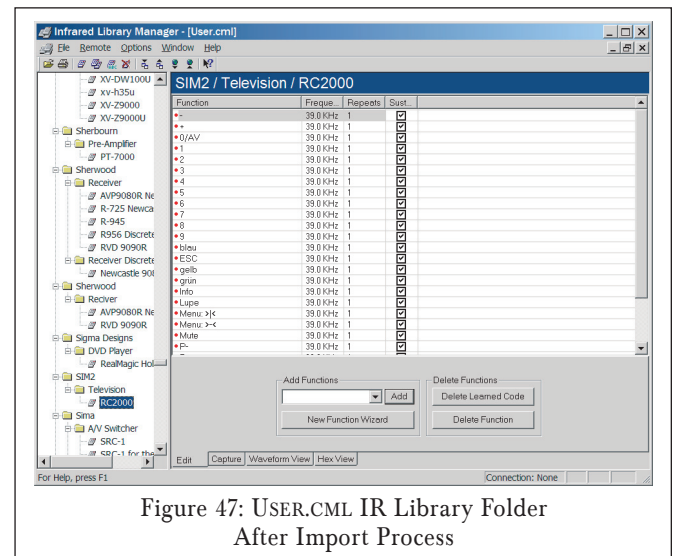 Infrared Library Manager - [User.cml]
File Remote Options Window Help
XV-DW100U
xv-h35u
XV-Z9000
XV-Z9000U
Sherbourn
Pre-Amplifier
PT-7000
Sherwood
Receiver
AVP9080R Ne
R-725 Newca
R-945
R956 Discrete
RVD 9090R
Receiver Discrete
Newcastle 908
Sherwood
Reciver
AVP9080R Ne
RVD 9090R
Sigma Designs
DVD Player
RealMagic Hol
SIM2
Television
RC2000
Sima
A/V Switcher
SRC-1
SRC-1 for the
SIM2 / Television / RC2000
Function Freque... Repeats Sust...
- 39.0 KHz 1
+ 39.0 KHz 1
0/AV 39.0 KHz 1
1 39.0 KHz 1
2 39.0 KHz 1
3 39.0 KHz 1
4 39.0 KHz 1
5 39.0 KHz 1
6 39.0 KHz 1
7 39.0 KHz 1
8 39.0 KHz 1
9 39.0 KHz 1
blau 39.0 KHz 1
ESC 39.0 KHz 1
gelb 39.0 KHz 1
grün 39.0 KHz 1
Info 39.0 KHz 1
Lupe 39.0 KHz 1
Menu: >|< 39.0 KHz 1
Menu: >-< 39.0 KHz 1
Mute 39.0 KHz 1
P- 39.0 KHz 1
Add Functions
Add
New Function Wizard
Delete Functions
Delete Learned Code
Delete Function
Edit Capture Waveform View Hex View
For Help, press F1 Connection: None
Figure 47: USER.CML IR Library Folder
After Import Process